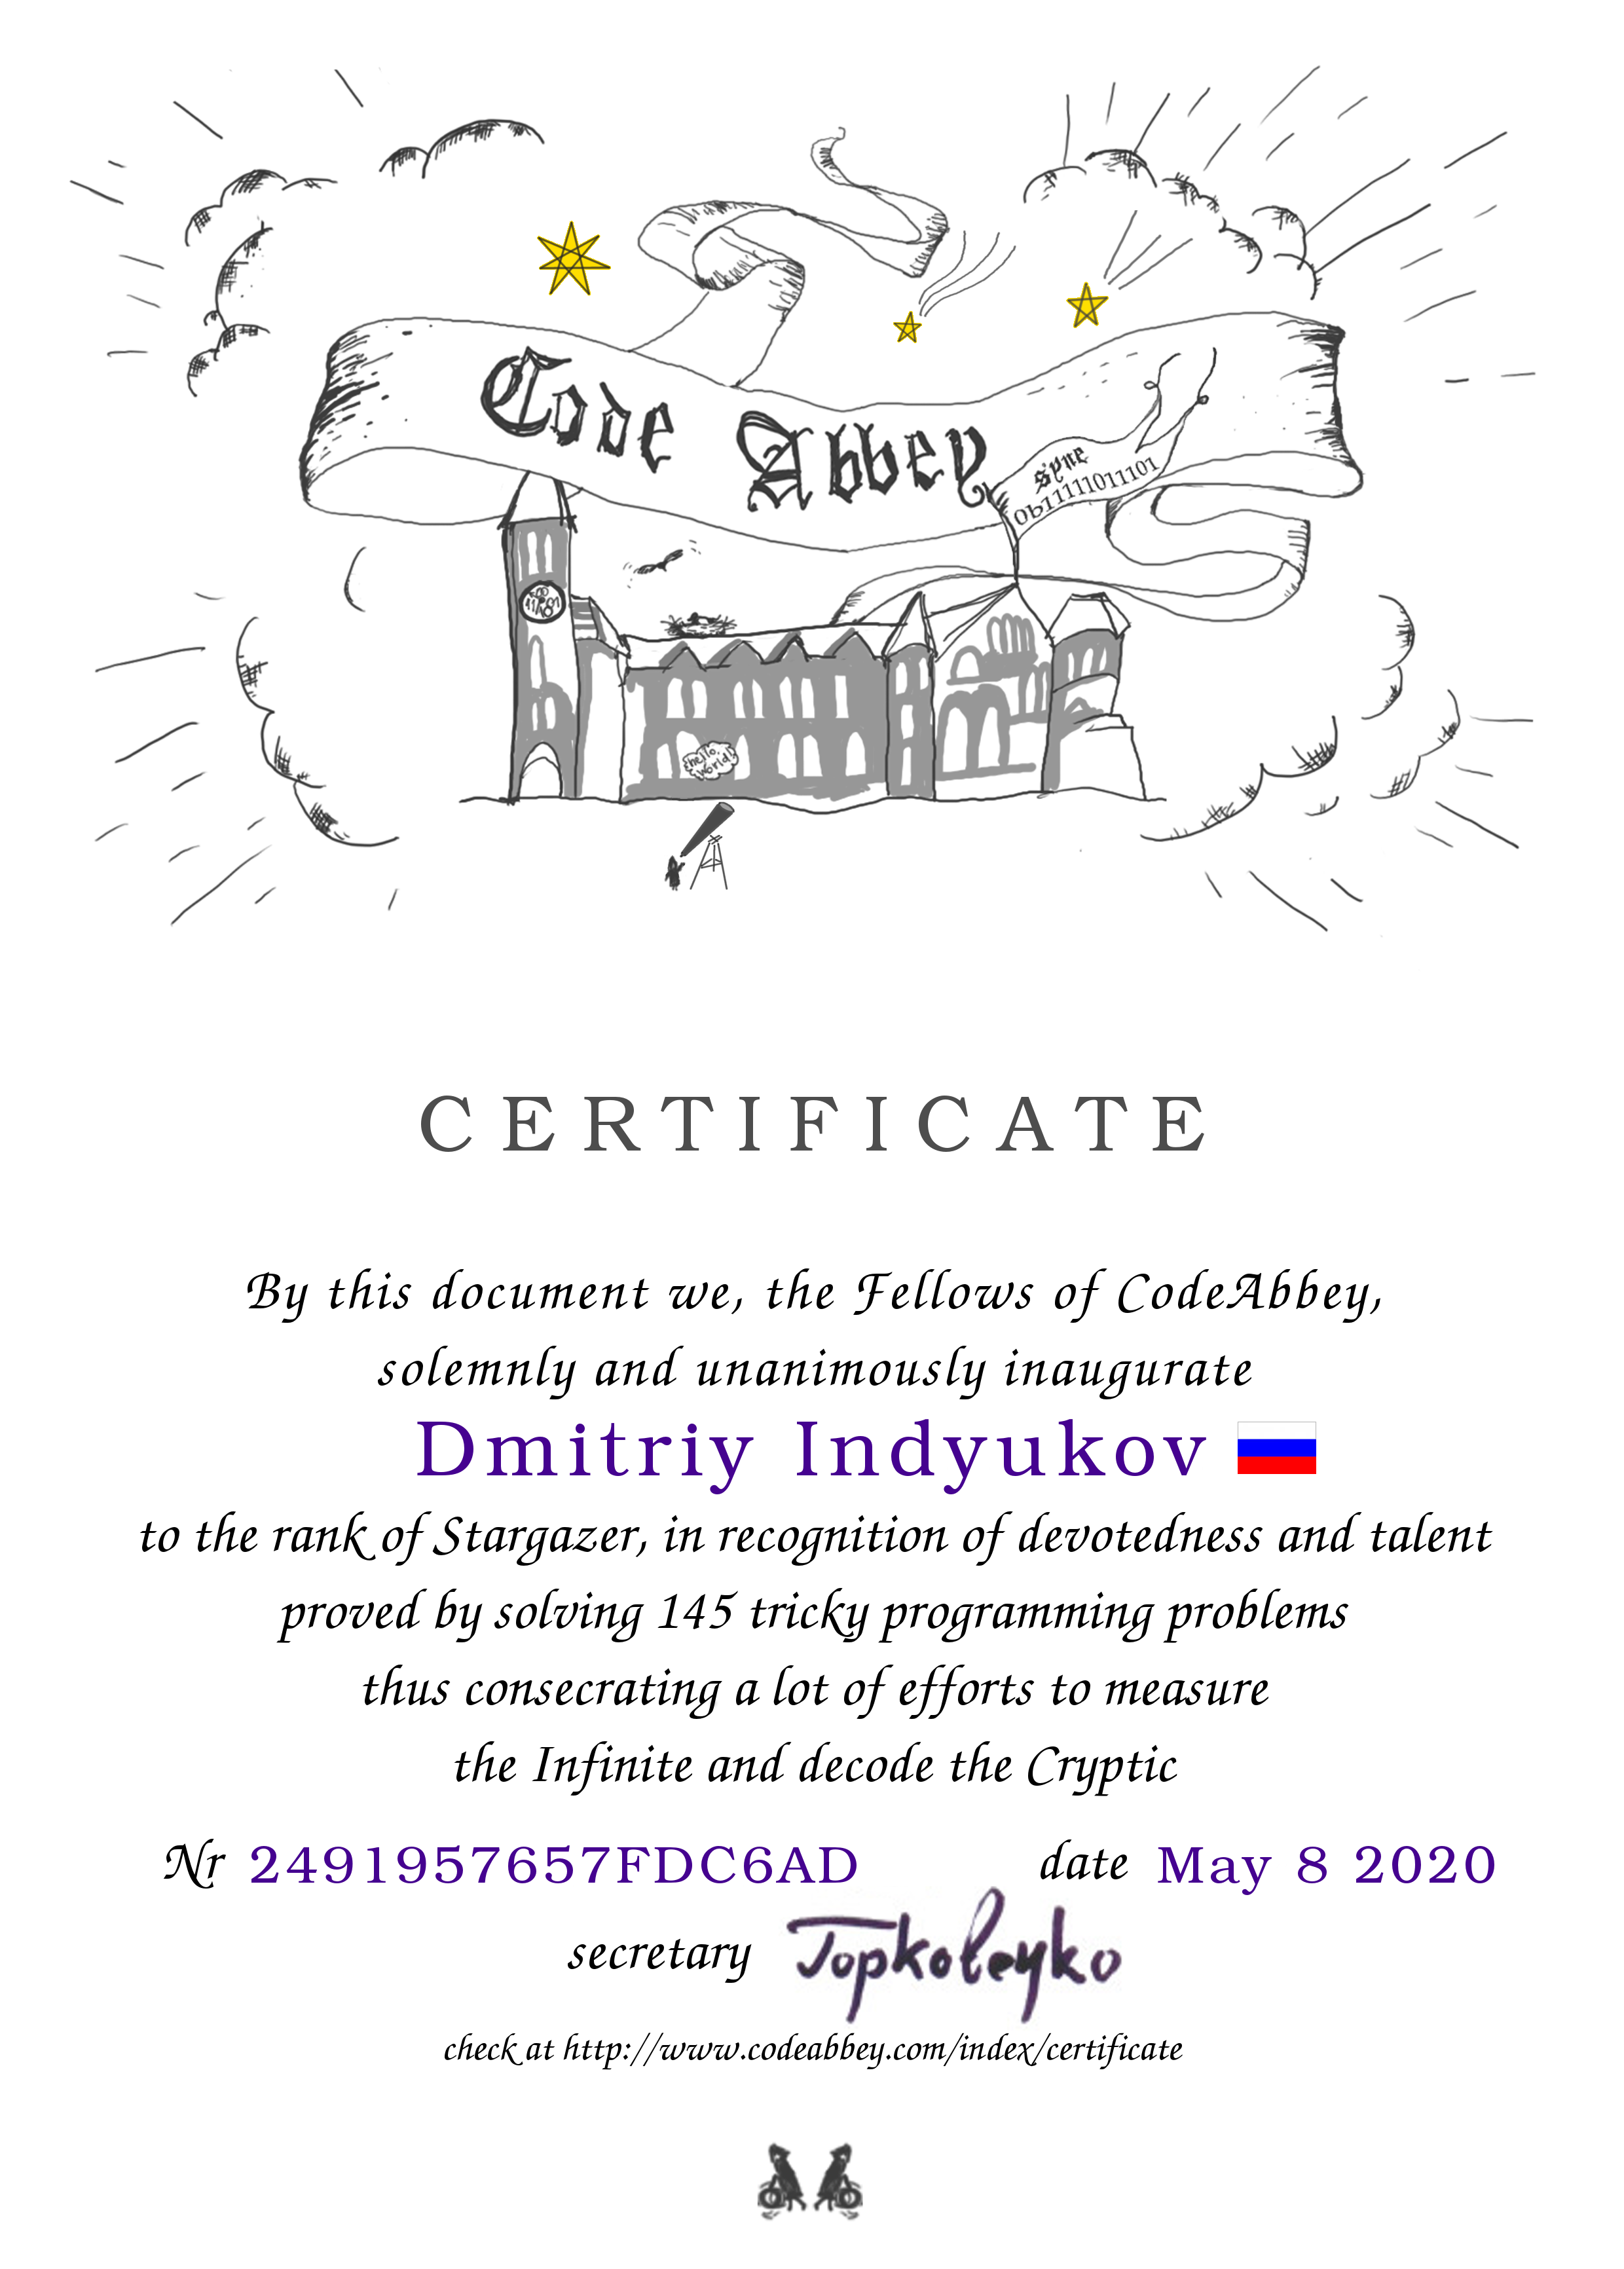 Code Abbey
syne
0b11111011101
hello, world!
CERTIFICATE
By this document we, the Fellows of CodeAbbey,
solemnly and unanimously inaugurate
Dmitriy Indyukov
to the rank of Stargazer, in recognition of devotedness and talent
proved by solving 145 tricky programming problems
thus consecrating a lot of efforts to measure
the Infinite and decode the Cryptic
Nr 2491957657FDC6AD date May 8 2020
secretary Topkoleyko
check at http://www.codeabbey.com/index/certificate